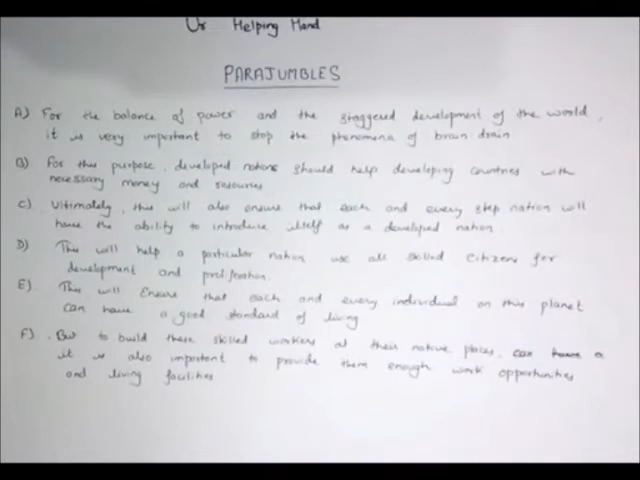 Ur Helping Hand
PARAJUMBLES
A) For the balance of power and the staggered development of the world,
it is very important to stop the phenomena of brain-drain
B) For this purpose, developed nations should help developing countries with
necessary money and resources
C) Ultimately, this will also ensure that each and every step nation will
have the ability to introduce itself as a developed nation
D) This will help a particular nation use all skilled citizens for
development and proliferation
E) This will Ensure that each and every individual on this planet
can have a good standard of living
F) But to build these skilled workers at their native places,
it is also important to provide them enough work opportunities
and living facilities